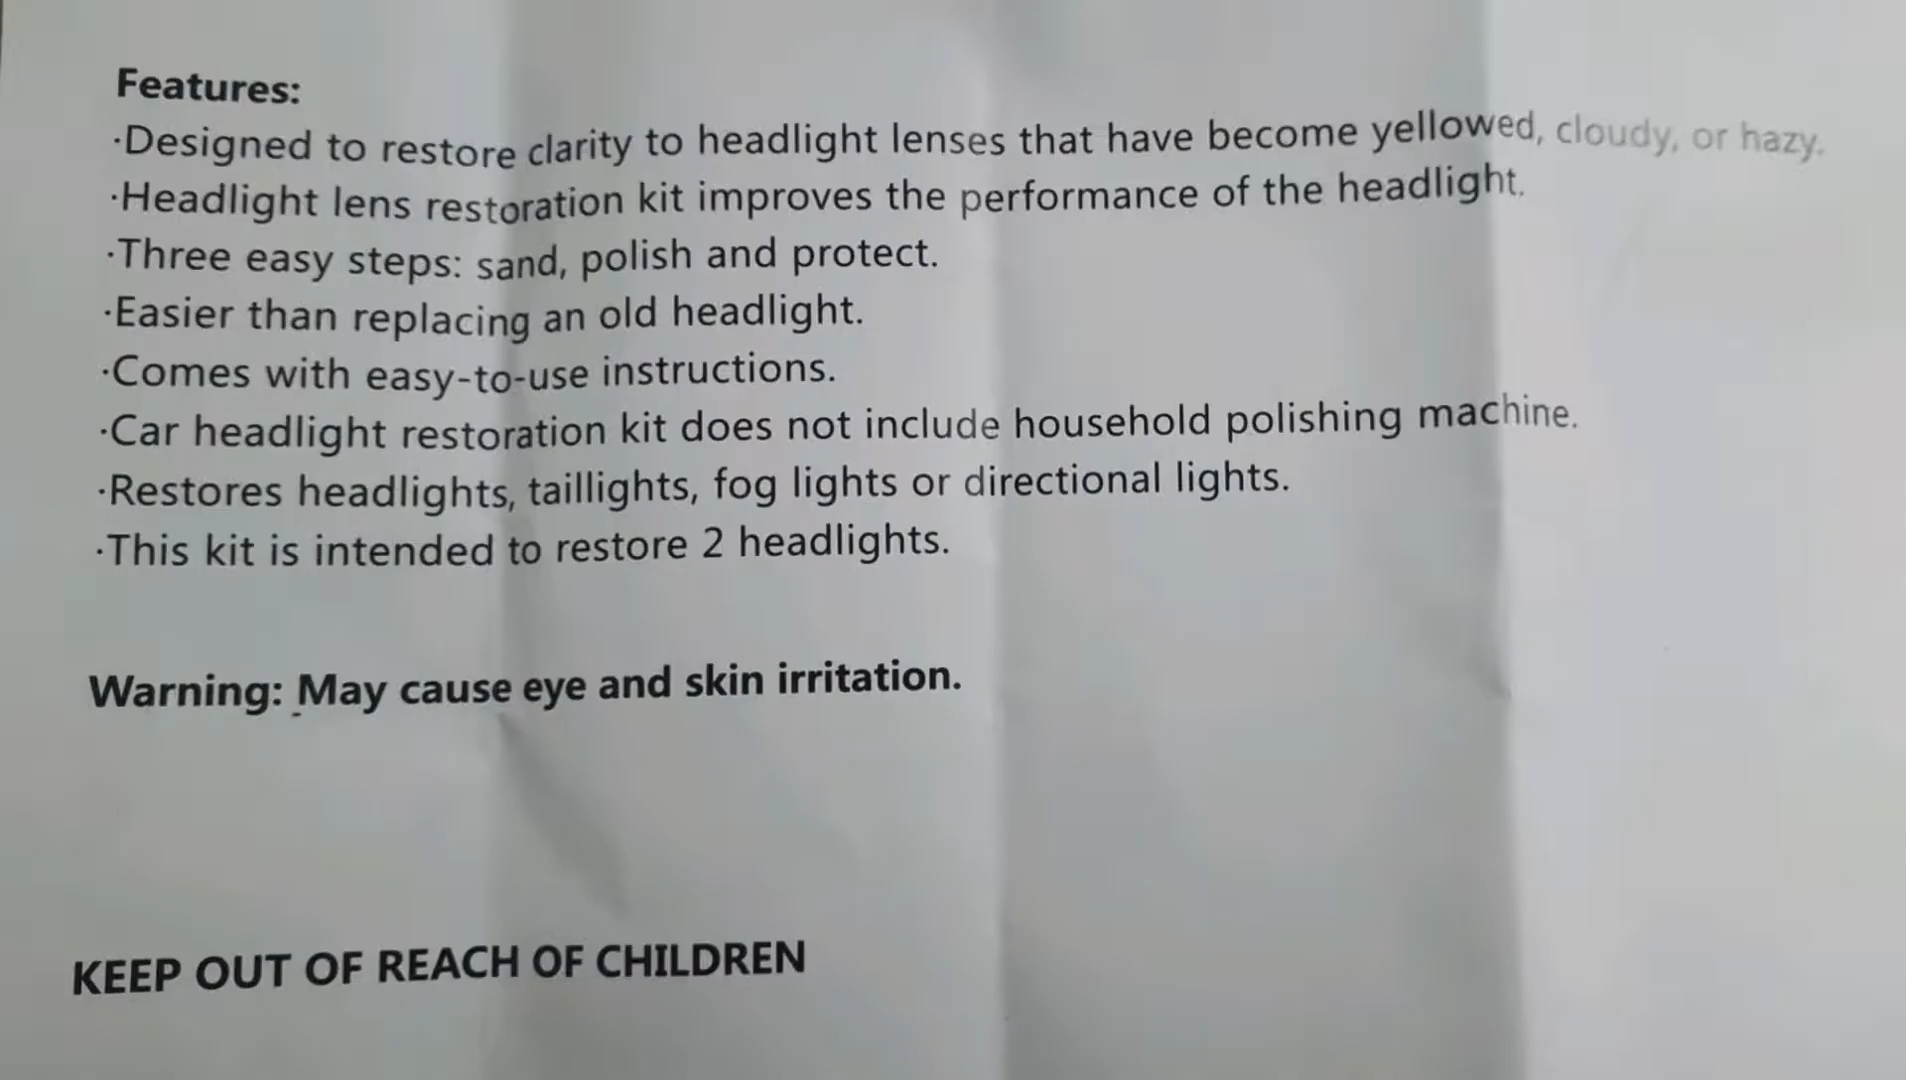 Features:
·Designed to restore clarity to headlight lenses that have become yellowed, cloudy, or hazy.
·Headlight lens restoration kit improves the performance of the headlight.
·Three easy steps: sand, polish and protect.
·Easier than replacing an old headlight.
·Comes with easy-to-use instructions.
·Car headlight restoration kit does not include household polishing machine.
·Restores headlights, taillights, fog lights or directional lights.
·This kit is intended to restore 2 headlights.
Warning: May cause eye and skin irritation.
KEEP OUT OF REACH OF CHILDREN